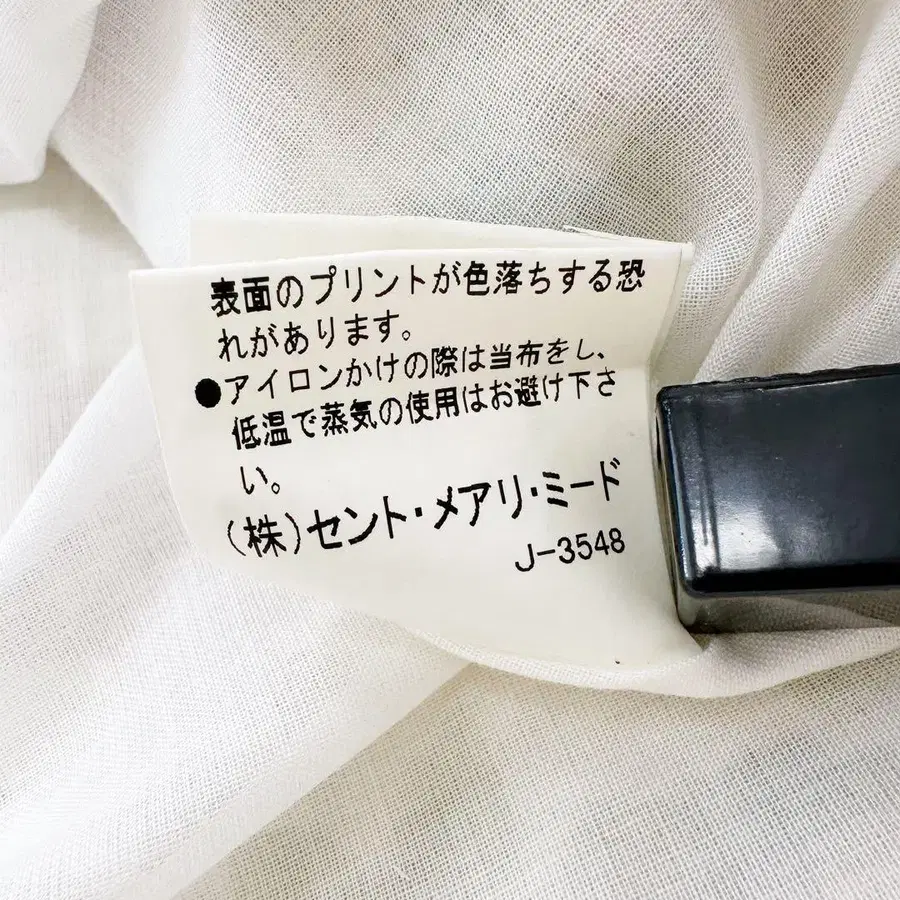 表面のプリントが色落ちする恐
れがあります。
●アイロンかけの際は当布をし、
低温で蒸気の使用はお避け下さ
い。
(株)セント・メアリ・ミード
J-3548